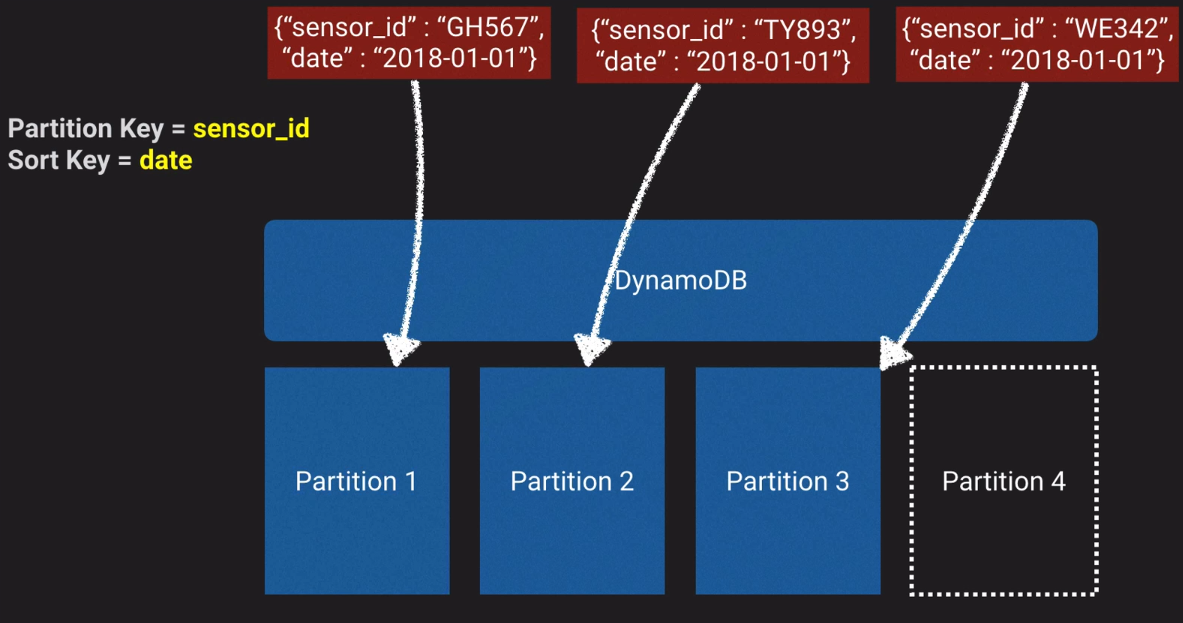 {“sensor_id” : “GH567”,
“date” : “2018-01-01”}
{“sensor_id” : “TY893”,
“date” : “2018-01-01”}
{“sensor_id” : “WE342”,
“date” : “2018-01-01”}
Partition Key = sensor_id
Sort Key = date
DynamoDB
Partition 1
Partition 2
Partition 3
Partition 4